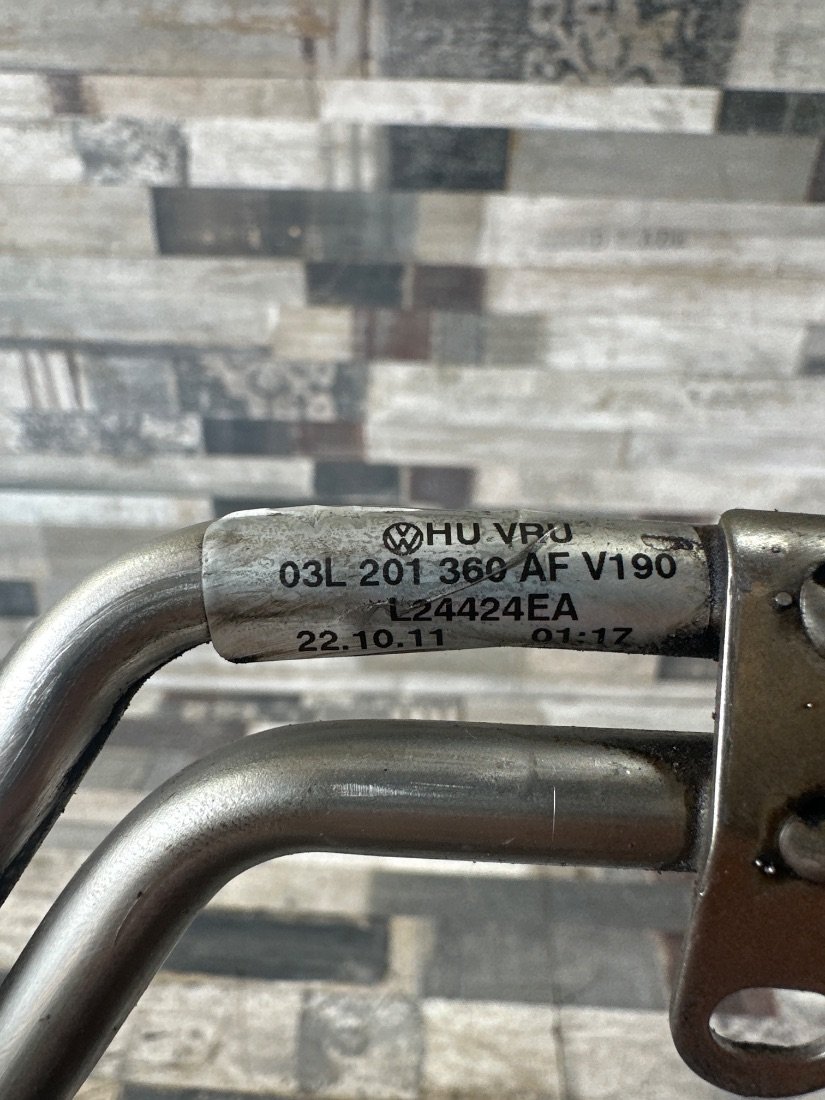 HU VRU
03L 201 360 AF V190
L24424EA
22.10.11 01:17